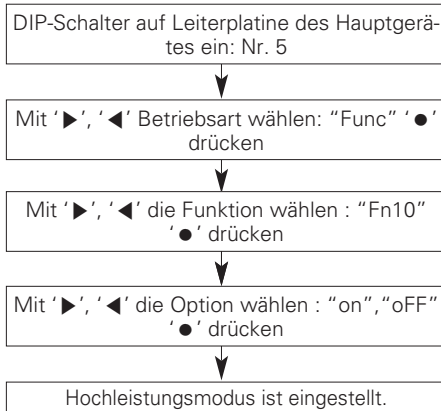 DIP-Schalter auf Leiterplatine des Hauptgerä-
tes ein: Nr. 5
Mit ‘▶’, ‘◀’ Betriebsart wählen: “Func” ‘●’
drücken
Mit ‘▶’, ‘◀’ die Funktion wählen : “Fn10”
‘●’ drücken
Mit ‘▶’, ‘◀’ die Option wählen : “on”,“oFF”
‘●’ drücken
Hochleistungsmodus ist eingestellt.